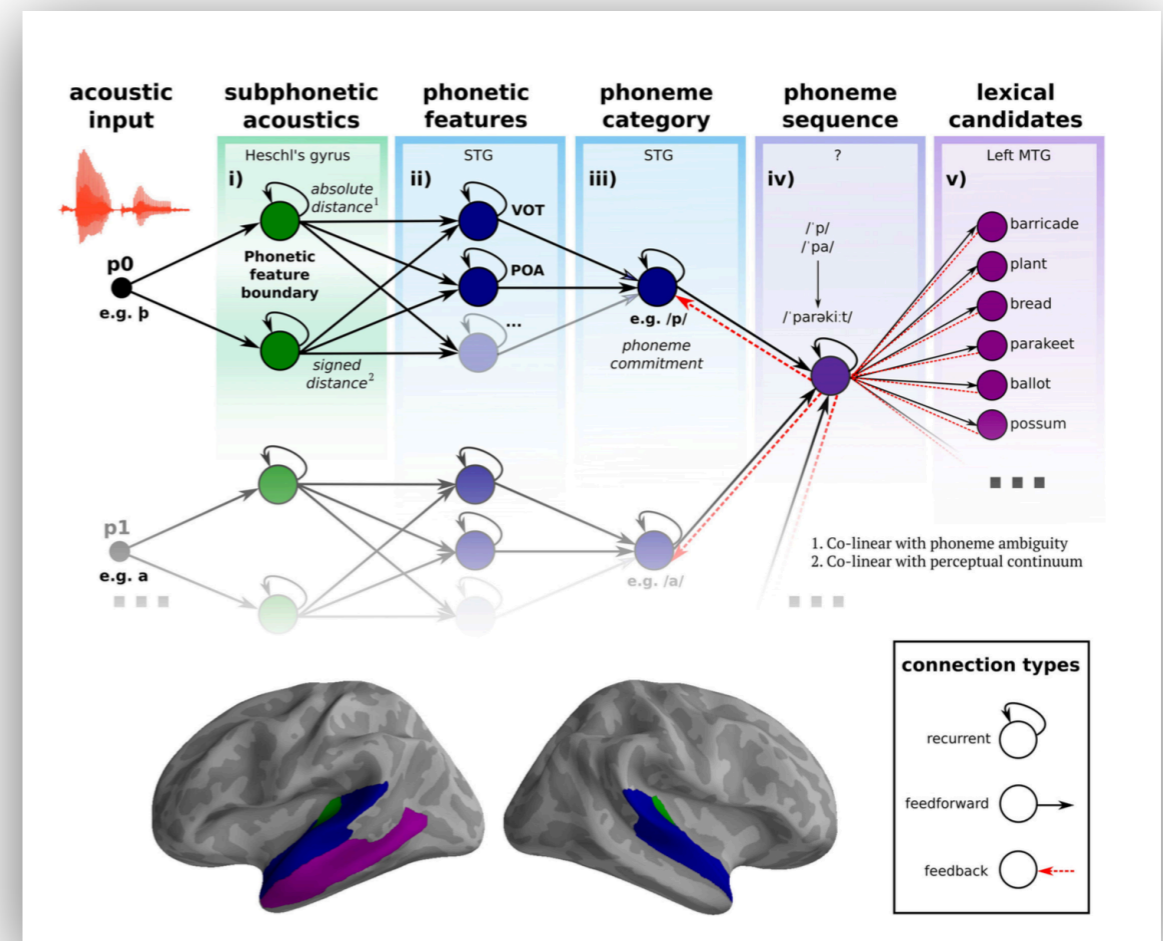 acoustic
input
subphonetic
acoustics
phonetic
features
phoneme
category
phoneme
sequence
lexical
candidates
Heschl's gyrus
STG
STG
?
Left MTG
i)
ii)
iii)
iv)
v)
absolute
distance¹
VOT
Phonetic
feature
boundary
POA
...
signed
distance²
p0
e.g. þ
e.g. /p/
phoneme
commitment
/ˈp/
/ˈpa/
/ˈparəkiːt/
barricade
plant
bread
parakeet
ballot
possum
p1
e.g. a
e.g. /a/
1. Co-linear with phoneme ambiguity
2. Co-linear with perceptual continuum
connection types
recurrent
feedforward
feedback